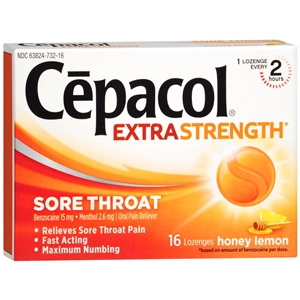 NDC 63824-732-16
1 LOZENGE
EVERY
2
hours
Cēpacol®
EXTRA STRENGTH*
SORE THROAT
Benzocaine 15 mg • Menthol 2.6 mg | Oral Pain Reliever
• Relieves Sore Throat Pain
• Fast Acting
• Maximum Numbing
16 Lozenges honey lemon
*based on amount of benzocaine per dose.